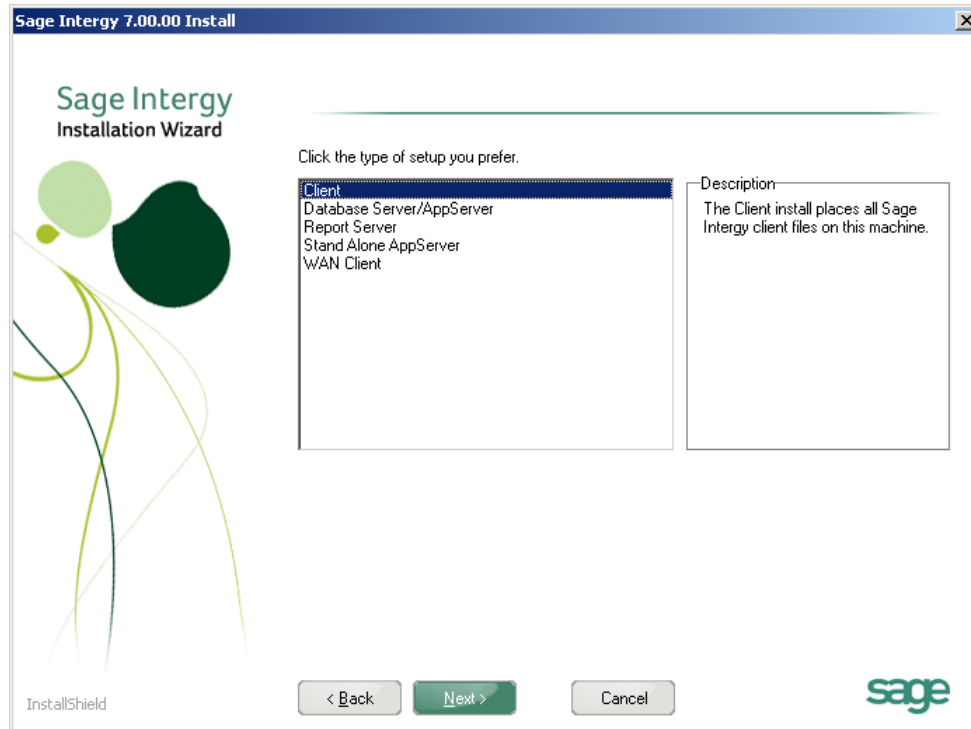 Sage Intergy 7.00.00 Install
Sage Intergy
Installation Wizard
Click the type of setup you prefer.
Client
Database Server/AppServer
Report Server
Stand Alone AppServer
WAN Client
Description
The Client install places all Sage
Intergy client files on this machine.
InstallShield
< Back
Next >
Cancel
sage